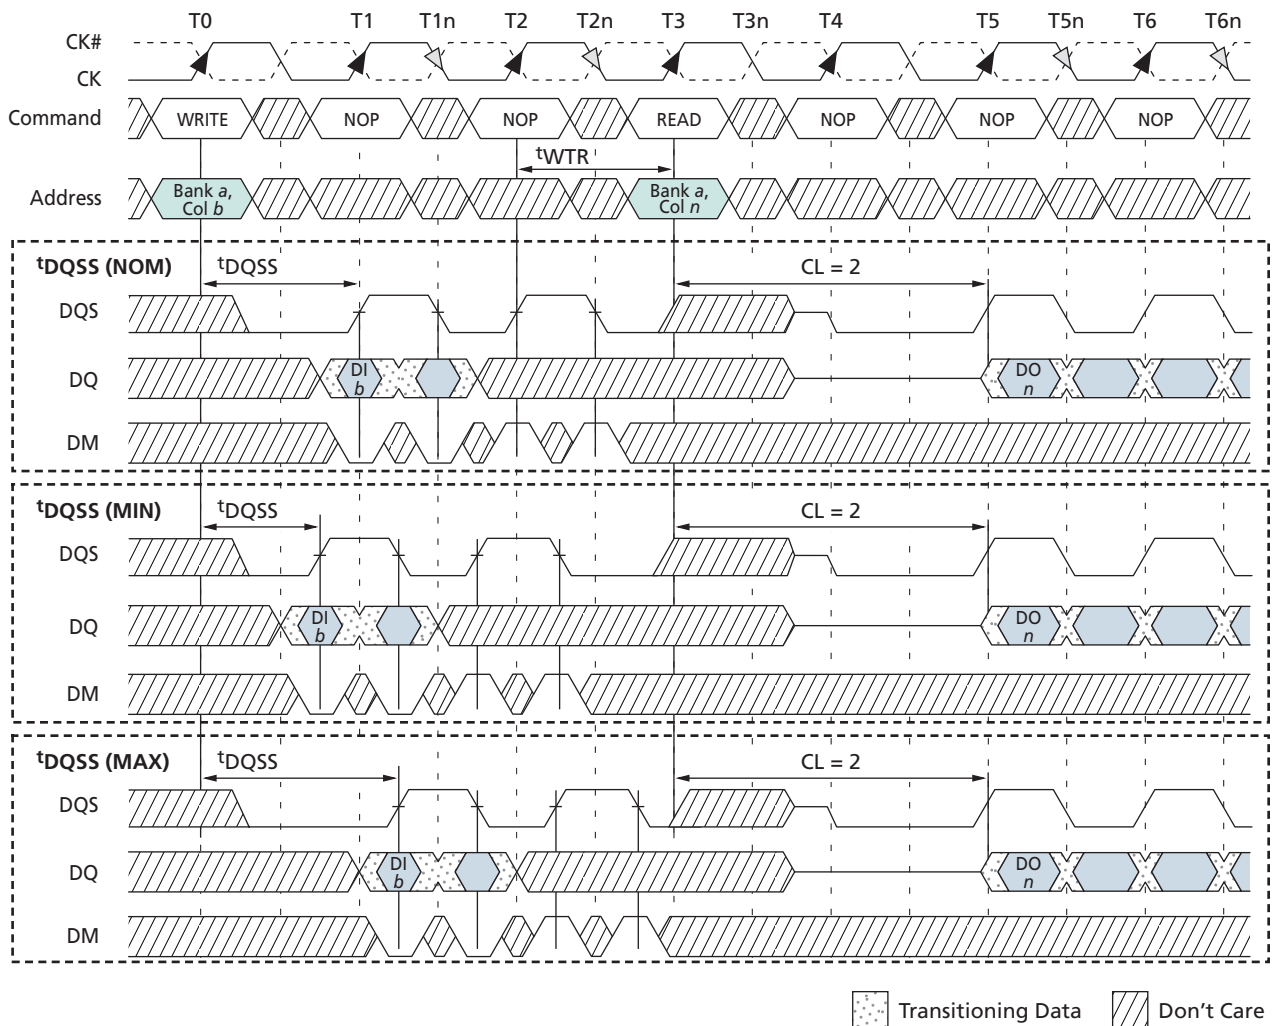 T0 T1 T1n T2 T2n T3 T3n T4 T5 T5n T6 T6n
CK#
CK
Command WRITE NOP NOP READ NOP NOP NOP
tWTR
Address Bank a, Col b Bank a, Col n
tDQSS (NOM) tDQSS CL = 2
DQS
DQ DI b DO n
DM
tDQSS (MIN) tDQSS CL = 2
DQS
DQ DI b DO n
DM
tDQSS (MAX) tDQSS CL = 2
DQS
DQ DI b DO n
DM
Transitioning Data Don't Care